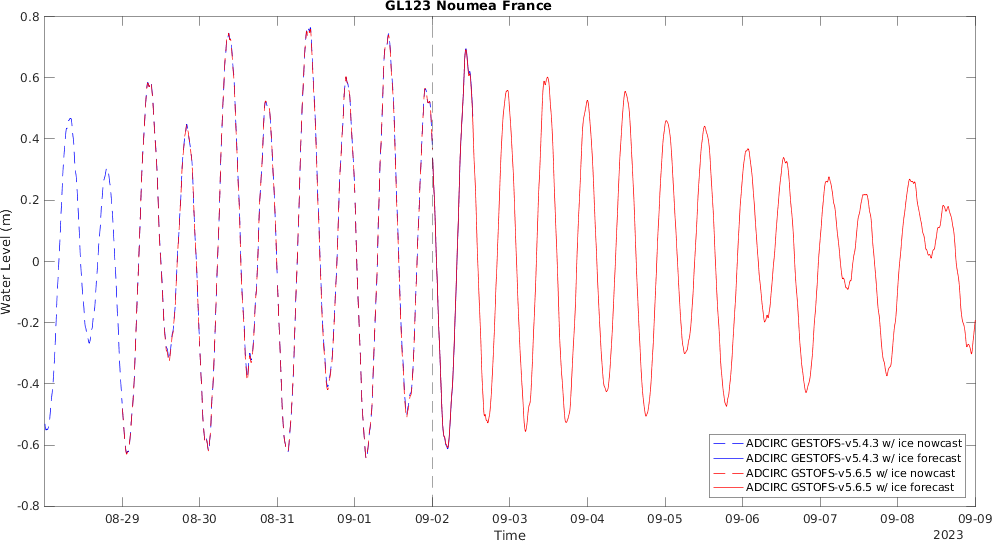 GL123 Noumea France
0.8
0.6
0.4
0.2
0
-0.2
-0.4
-0.6
-0.8
Water Level (m)
ADCIRC GESTOFS-v5.4.3 w/ ice nowcast
ADCIRC GESTOFS-v5.4.3 w/ ice forecast
ADCIRC GSTOFS-v5.6.5 w/ ice nowcast
ADCIRC GSTOFS-v5.6.5 w/ ice forecast
08-29 08-30 08-31 09-01 09-02 09-03 09-04 09-05 09-06 09-07 09-08 09-09
Time
2023